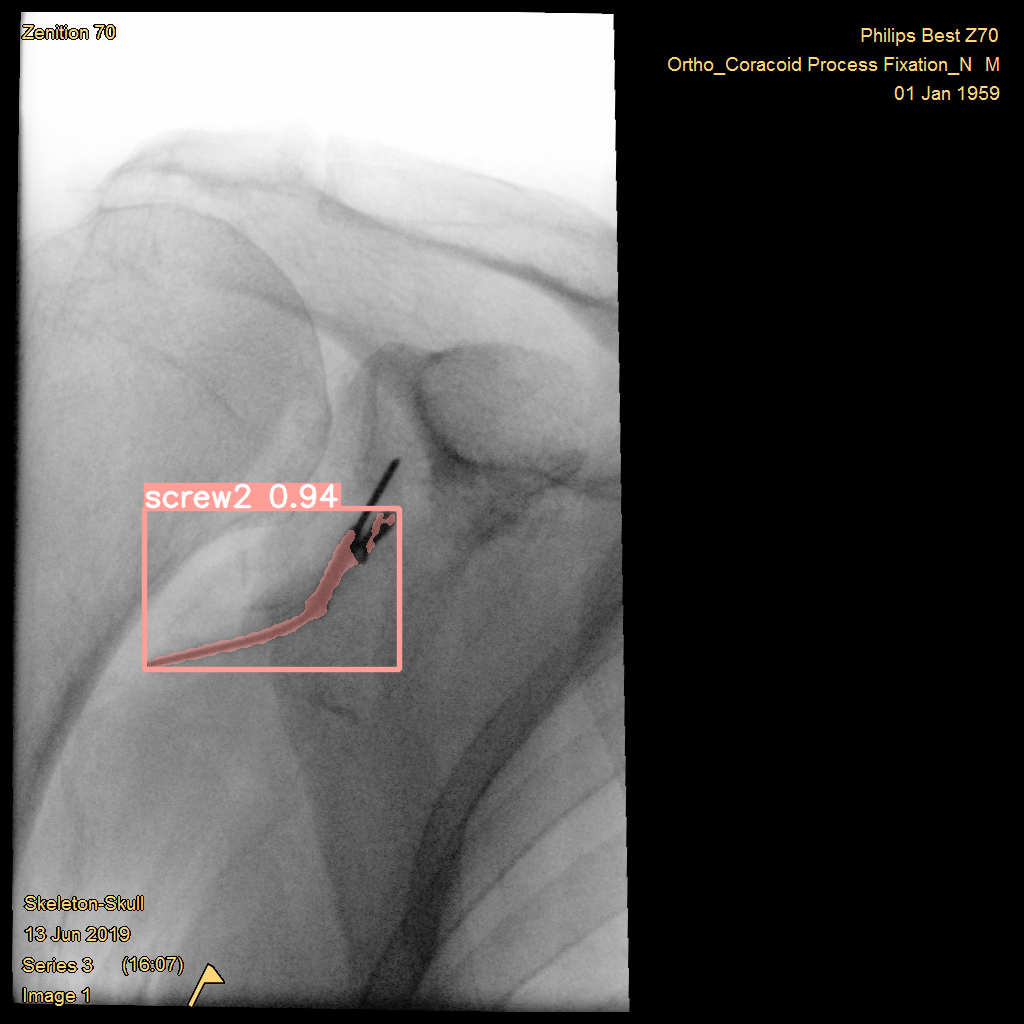 Zenition 70
Philips Best Z70
Ortho_Coracoid Process Fixation_N M
01 Jan 1959
screw2 0.94
Skeleton-Skull
13 Jun 2019
Series 3 (16:07)
Image 1